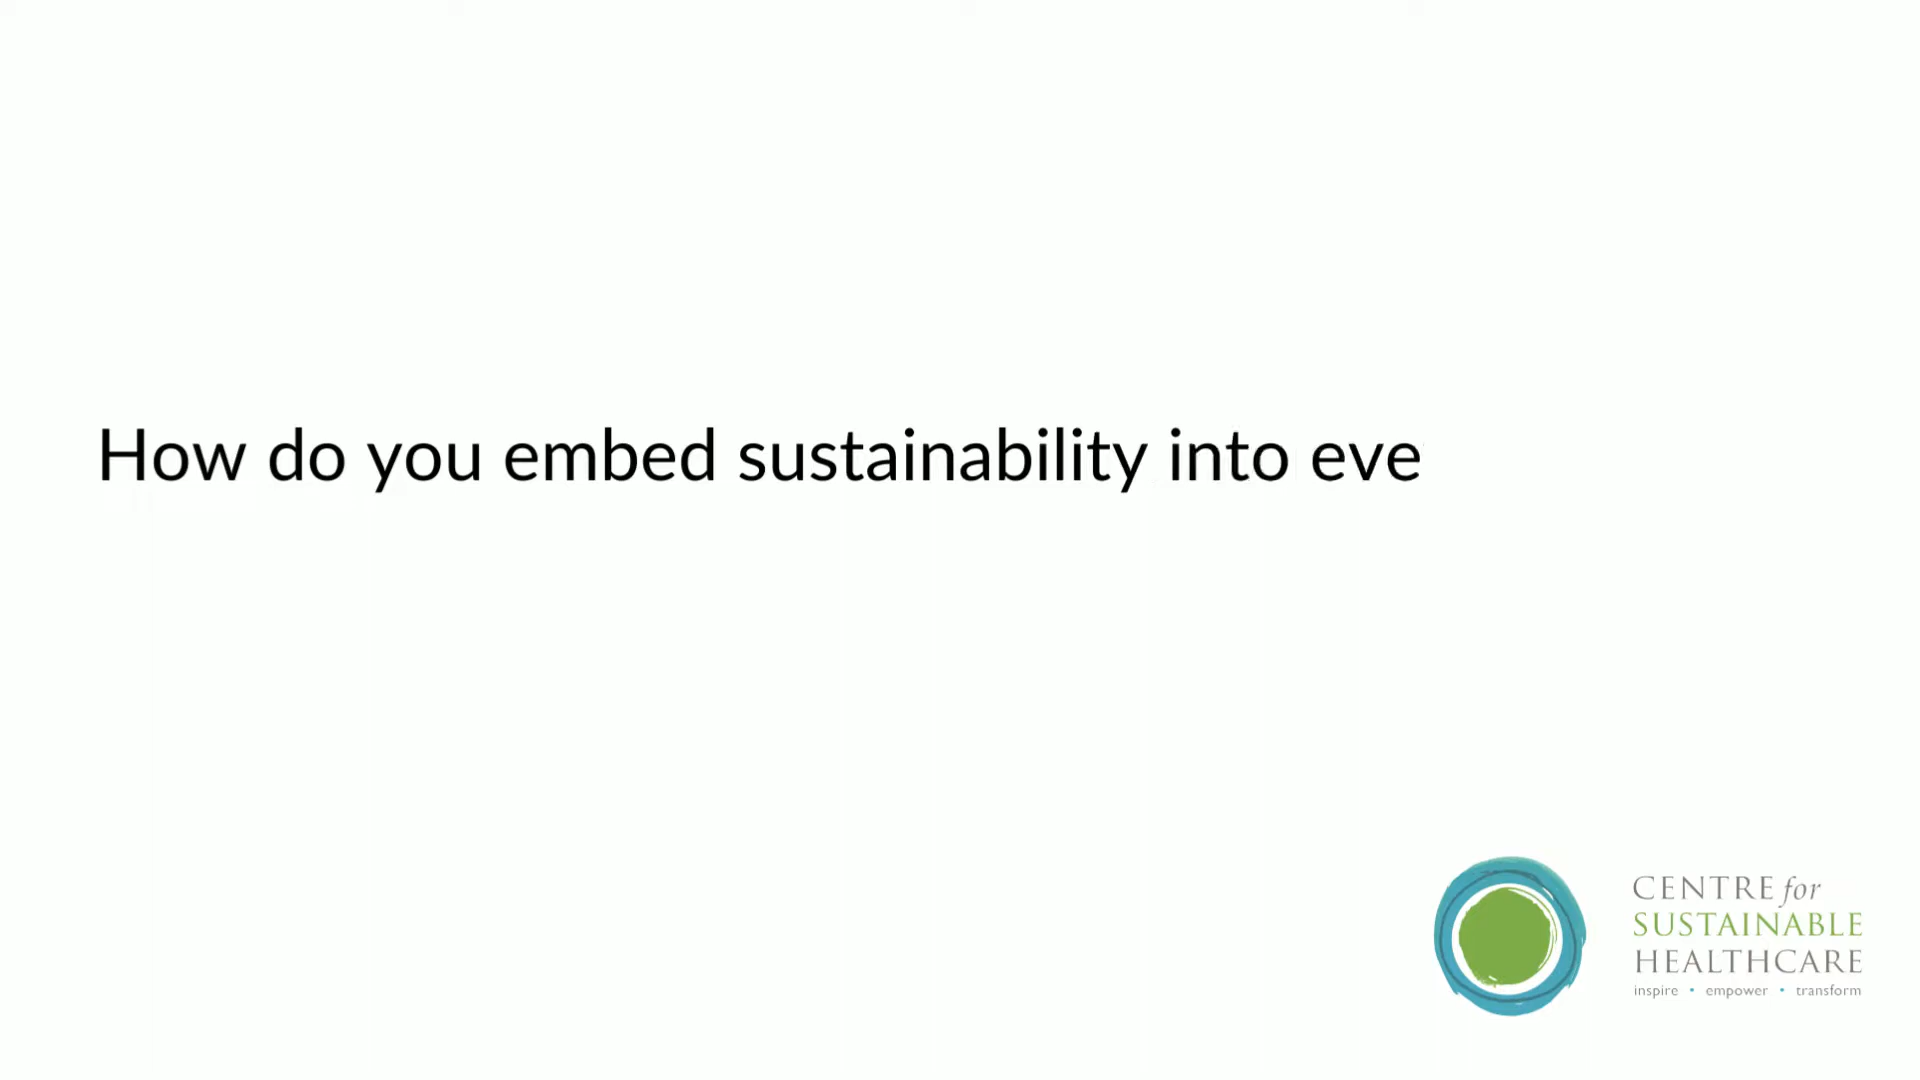 How do you embed sustainability into eve
CENTRE for
SUSTAINABLE
HEALTHCARE
inspire • empower • transform